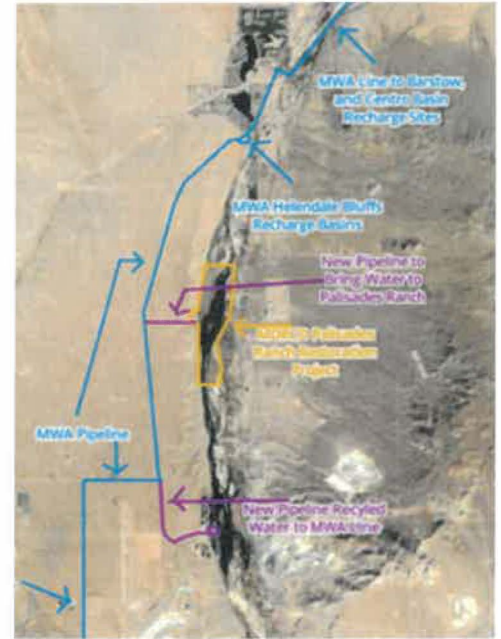 MWA Line to Barstow,
and Centro Basin
Recharge Sites
MWA Helendale Bluffs
Recharge Basins
New Pipeline to
Bring Water to
Palisades Ranch
Palisades
Ranch Restoration
Project
MWA Pipeline
New Pipeline Recyled
Water to MWA Line